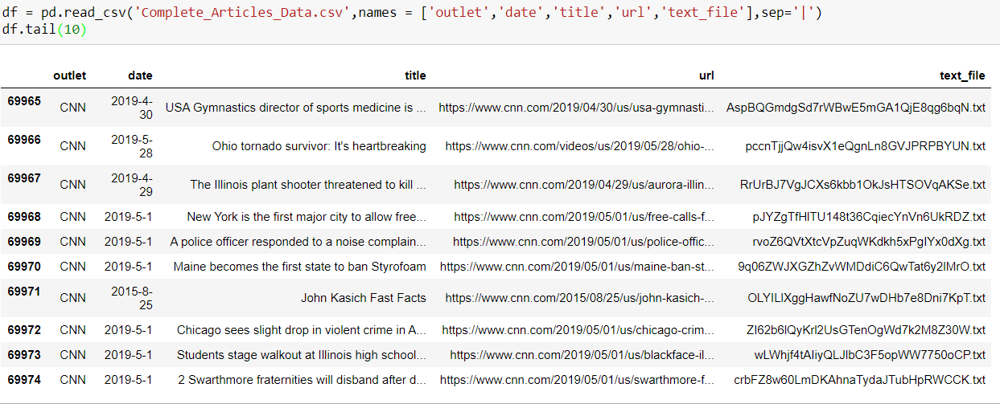 df = pd.read_csv('Complete_Articles_Data.csv',names = ['outlet','date','title','url','text_file'],sep='|')
df.tail(10)
outlet date title url text_file
69965 CNN 2019-4-30 USA Gymnastics director of sports medicine is ... https://www.cnn.com/2019/04/30/us/usa-gymnasti... AspBQGmdgSd7rWBwE5mGA1QjE8qg6bqN.txt
69966 CNN 2019-5-28 Ohio tornado survivor: It's heartbreaking https://www.cnn.com/videos/us/2019/05/28/ohio-... pccnTjjQw4isvX1eQgnLn8GVJPRPBYUN.txt
69967 CNN 2019-4-29 The Illinois plant shooter threatened to kill ... https://www.cnn.com/2019/04/29/us/aurora-illin... RrUrBJ7VgJCXs6kbb1OkJsHTSOVqAKSe.txt
69968 CNN 2019-5-1 New York is the first major city to allow free... https://www.cnn.com/2019/05/01/us/free-calls-f... pJYZgTfHITU148t36CqiecYnVn6UkRDZ.txt
69969 CNN 2019-5-1 A police officer responded to a noise complain... https://www.cnn.com/2019/05/01/us/police-offic... rvoZ6QVtXtcVpZuqWKdkh5xPgIYx0dXg.txt
69970 CNN 2019-5-1 Maine becomes the first state to ban Styrofoam https://www.cnn.com/2019/05/01/us/maine-ban-st... 9q06ZWJXGZhZvWMDdiC6QwTat6y2IMrO.txt
69971 CNN 2015-8-25 John Kasich Fast Facts https://www.cnn.com/2015/08/25/us/john-kasich-... OLYILIXggHawfNoZU7wDHb7e8Dni7KpT.txt
69972 CNN 2019-5-1 Chicago sees slight drop in violent crime in A... https://www.cnn.com/2019/05/01/us/chicago-crim... ZI62b6lQyKrl2UsGTenOgWd7k2M8Z30W.txt
69973 CNN 2019-5-1 Students stage walkout at Illinois high school... https://www.cnn.com/2019/05/01/us/blackface-il... wLWhjf4tAIiyQLJIbC3F5opWW7750oCP.txt
69974 CNN 2019-5-1 2 Swarthmore fraternities will disband after d... https://www.cnn.com/2019/05/01/us/swarthmore-f... crbFZ8w60LmDKAhnaTydaJTubHpRWCCK.txt